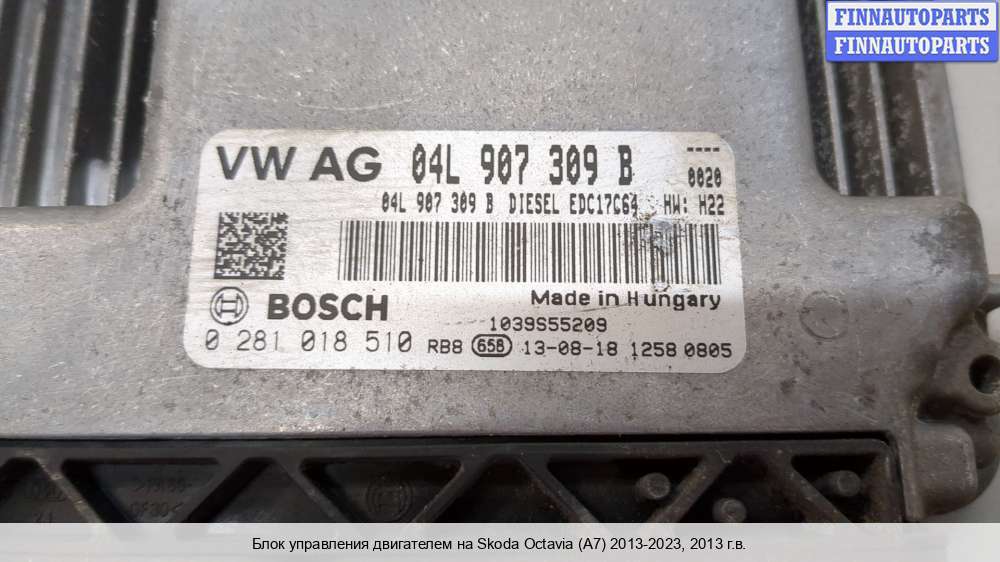 FINNAUTOPARTS
FINNAUTOPARTS
VW AG 04L 907 309 B ----
0020
04L 907 309 B DIESEL EDC17C64 HW: H22
BOSCH
Made in Hungary
1039S55209
0 281 018 510 RB8 658 13-08-18 1258 0805
Блок управления двигателем на Skoda Octavia (A7) 2013-2023, 2013 г.в.